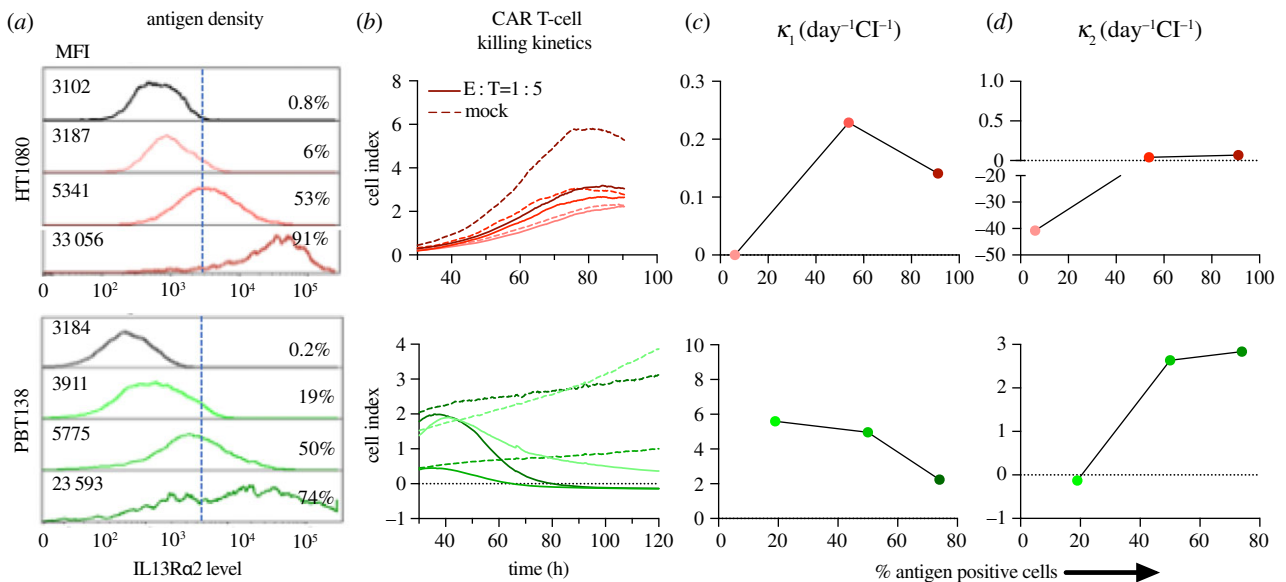 (a) antigen density
(b) CAR T-cell
killing kinetics
(c) κ1 (day–1CI–1)
(d) κ2 (day–1CI–1)
MFI
HT1080
3102 0.8%
3187 6%
5341 53%
33 056 91%
0 10² 10³ 10⁴ 10⁵
cell index
8
6
4
2
0
E : T=1 : 5
mock
40 60 80 100
0.3
0.2
0.1
0
0 20 40 60 80 100
1.0
0.5
0
–20
–30
–40
–50
0 20 40 60 80 100
PBT138
3184 0.2%
3911 19%
5775 50%
23 593 74%
0 10² 10³ 10⁴ 10⁵
IL13Rα2 level
cell index
4
3
2
1
0
–1
40 60 80 100 120
time (h)
10
8
6
4
2
0
0 20 40 60 80
3
2
1
0
–1
0 20 40 60 80
% antigen positive cells